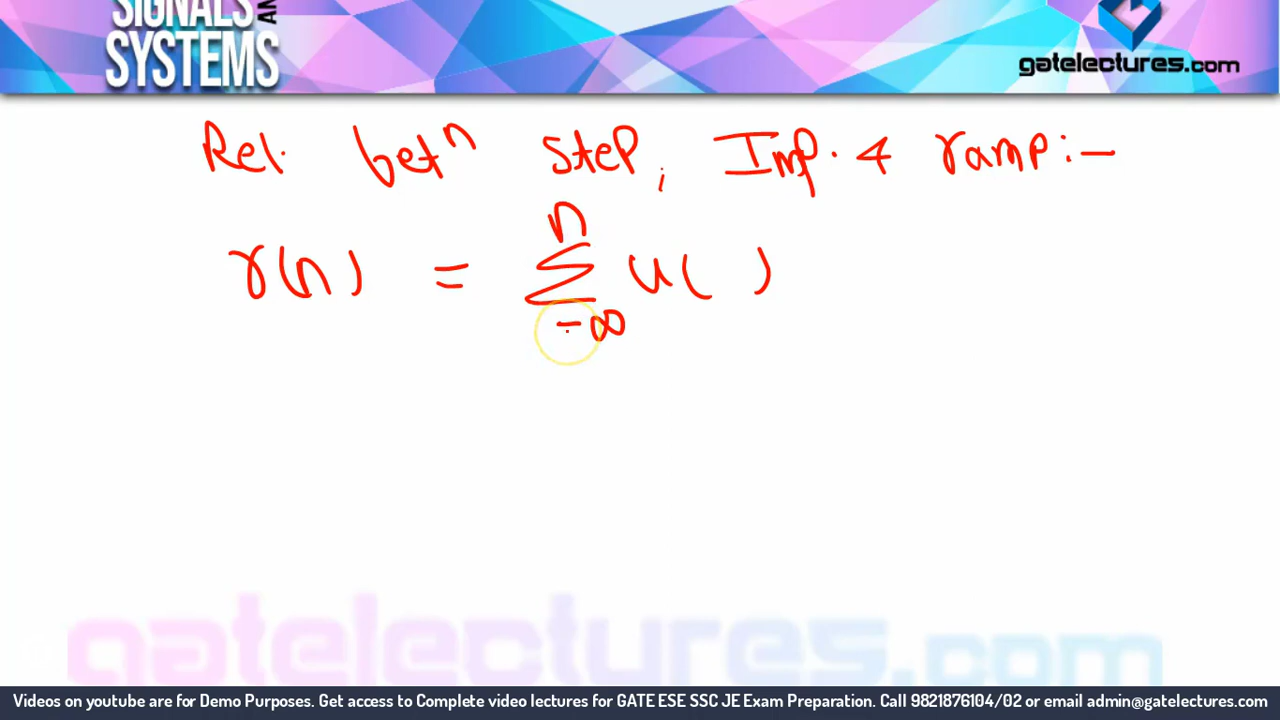 SIGNALS AND
SYSTEMS
gatelectures.com
Rel. betⁿ step, Imp. & ramp:-
r(n) = \sum_{-∞}^{n} u( )
gatelectures.com
Videos on youtube are for Demo Purposes. Get access to Complete video lectures for GATE ESE SSC JE Exam Preparation. Call 9821876104/02 or email admin@gatelectures.com